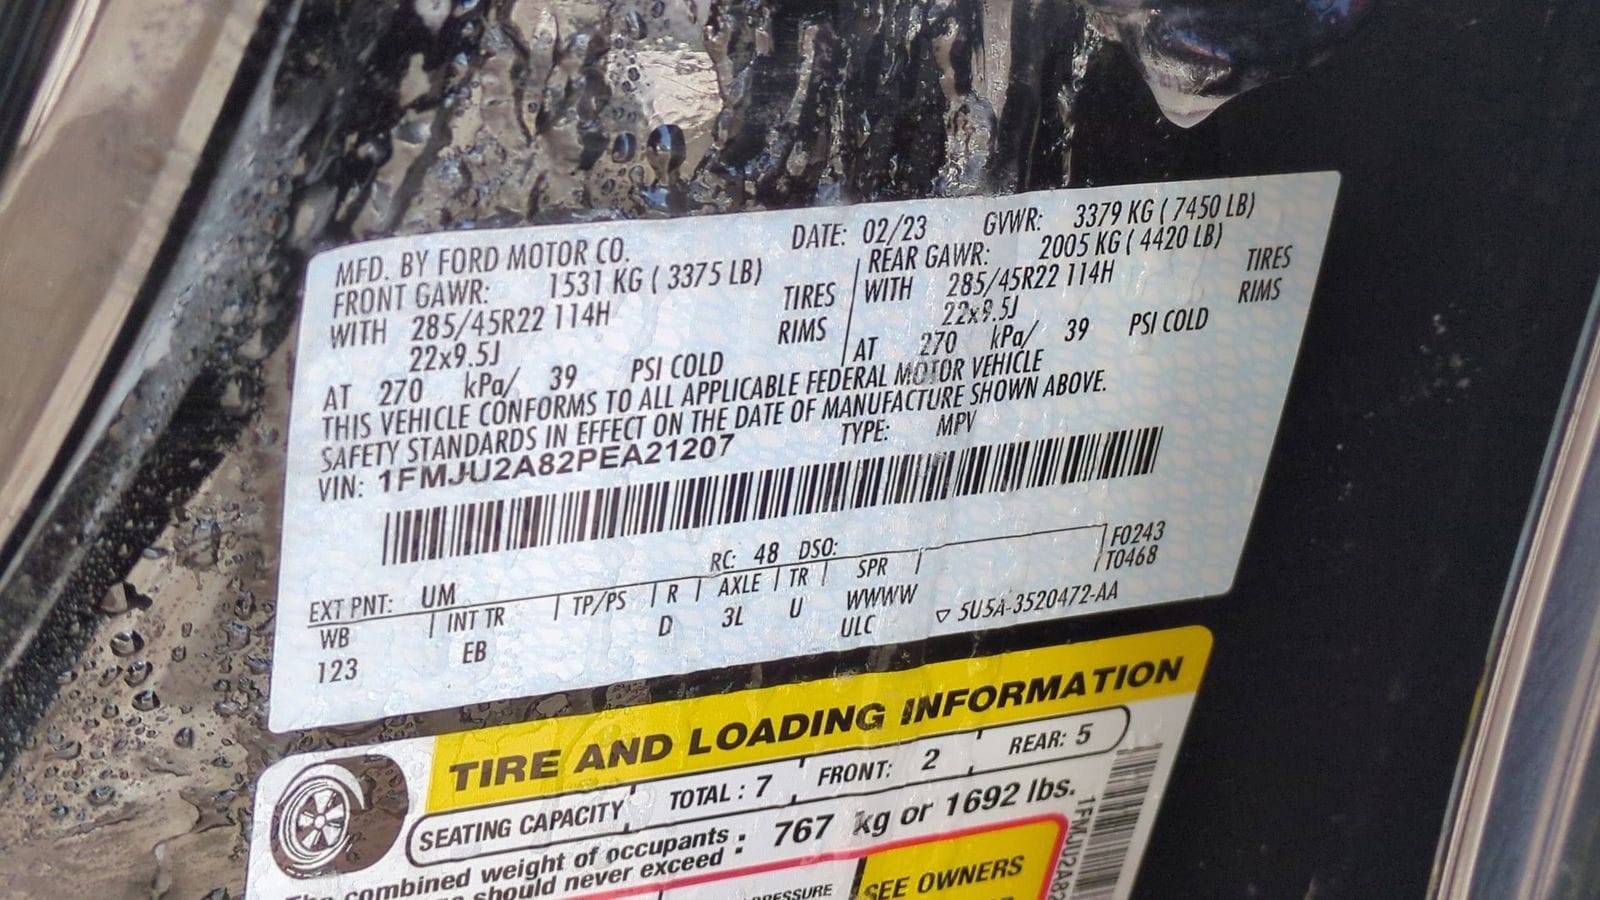 MFD. BY FORD MOTOR CO. DATE: 02/23 GVWR: 3379 KG ( 7450 LB)
FRONT GAWR: 1531 KG ( 3375 LB) REAR GAWR: 2005 KG ( 4420 LB)
WITH 285/45R22 114H TIRES WITH 285/45R22 114H TIRES
22x9.5J RIMS 22x9.5J RIMS
AT 270 kPa/ 39 PSI COLD AT 270 kPa/ 39 PSI COLD
THIS VEHICLE CONFORMS TO ALL APPLICABLE FEDERAL MOTOR VEHICLE
SAFETY STANDARDS IN EFFECT ON THE DATE OF MANUFACTURE SHOWN ABOVE.
VIN: 1FMJU2A82PEA21207 TYPE: MPV
F0243
EXT PNT: UM RC: 48 DSO: T0468
WB INT TR TP/PS R AXLE TR SPR
123 EB D 3L U WWWW
ULC ▽ 5U5A-3520472-AA
TIRE AND LOADING INFORMATION
SEATING CAPACITY TOTAL : 7 FRONT: 2 REAR: 5
The combined weight of occupants : 767 kg or 1692 lbs.
should never exceed
SEE OWNERS